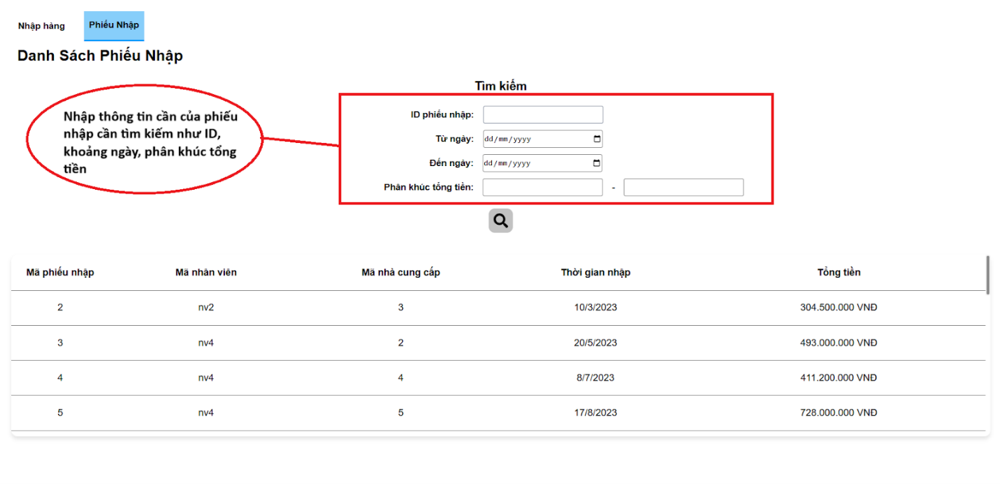 Nhập hàng
Phiếu Nhập
Danh Sách Phiếu Nhập
Tìm kiếm
Nhập thông tin cần của phiếu
nhập cần tìm kiếm như ID,
khoảng ngày, phân khúc tổng
tiền
ID phiếu nhập:
Từ ngày: dd/mm/yyyy
Đến ngày: dd/mm/yyyy
Phân khúc tổng tiền: -
Mã phiếu nhập Mã nhân viên Mã nhà cung cấp Thời gian nhập Tổng tiền
2 nv2 3 10/3/2023 304.500.000 VNĐ
3 nv4 2 20/5/2023 493.000.000 VNĐ
4 nv4 4 8/7/2023 411.200.000 VNĐ
5 nv4 5 17/8/2023 728.000.000 VNĐ